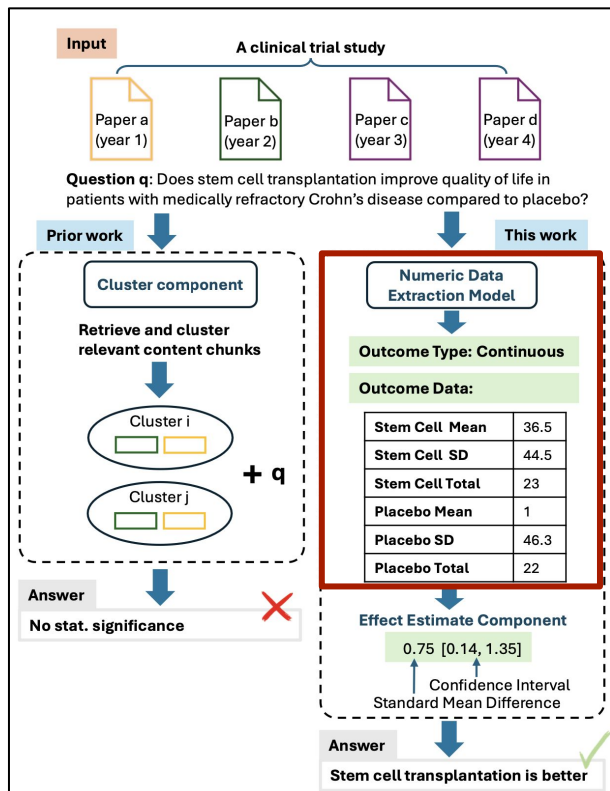 Input
A clinical trial study
Paper a
(year 1)
Paper b
(year 2)
Paper c
(year 3)
Paper d
(year 4)
Question q: Does stem cell transplantation improve quality of life in
patients with medically refractory Crohn's disease compared to placebo?
Prior work
Cluster component
Retrieve and cluster
relevant content chunks
Cluster i
+ q
Cluster j
Answer
No stat. significance
This work
Numeric Data
Extraction Model
Outcome Type: Continuous
Outcome Data:
Stem Cell Mean 36.5
Stem Cell SD 44.5
Stem Cell Total 23
Placebo Mean 1
Placebo SD 46.3
Placebo Total 22
Effect Estimate Component
0.75 [0.14, 1.35]
Confidence Interval
Standard Mean Difference
Answer
Stem cell transplantation is better